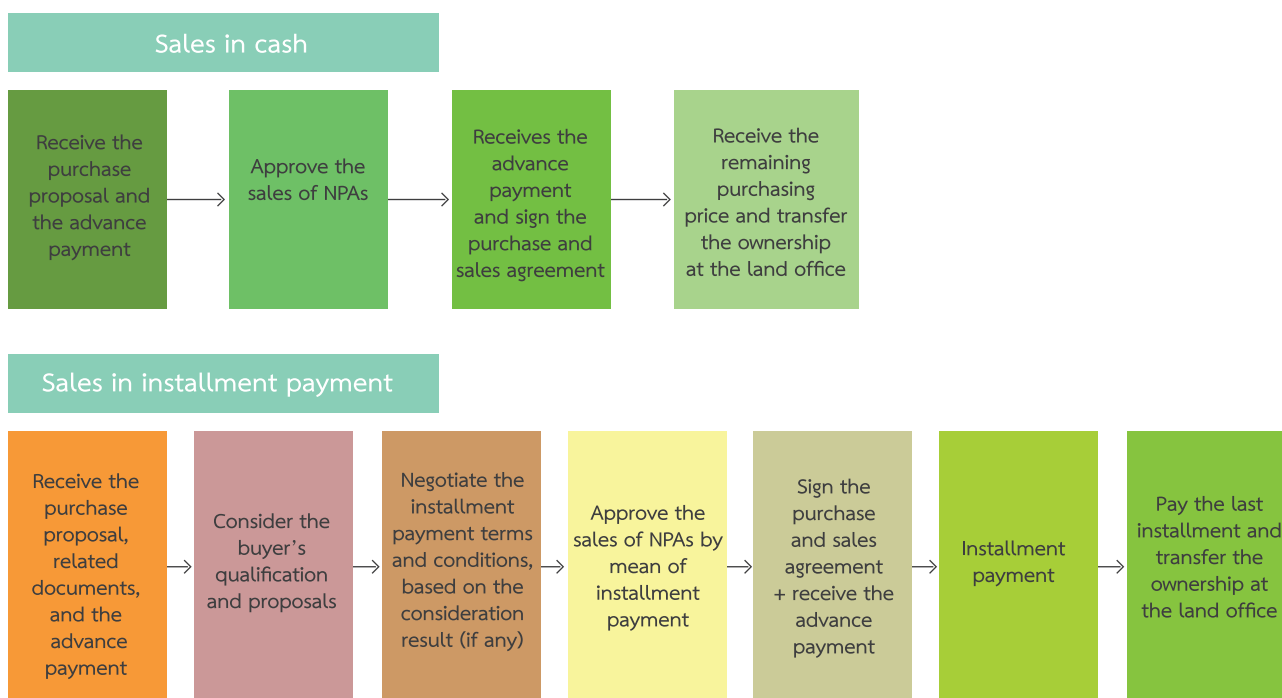 Sales in cash
Receive the
purchase
proposal and
the advance
payment
Approve the
sales of NPAs
Receives the
advance
payment
and sign the
purchase and
sales agreement
Receive the
remaining
purchasing
price and transfer
the ownership
at the land office
Sales in installment payment
Receive the
purchase
proposal,
related
documents,
and the
advance
payment
Consider the
buyer’s
qualification
and proposals
Negotiate the
installment
payment terms
and conditions,
based on the
consideration
result (if any)
Approve the
sales of NPAs by
mean of
installment
payment
Sign the
purchase
and sales
agreement
+ receive the
advance
payment
Installment
payment
Pay the last
installment and
transfer the
ownership at
the land office